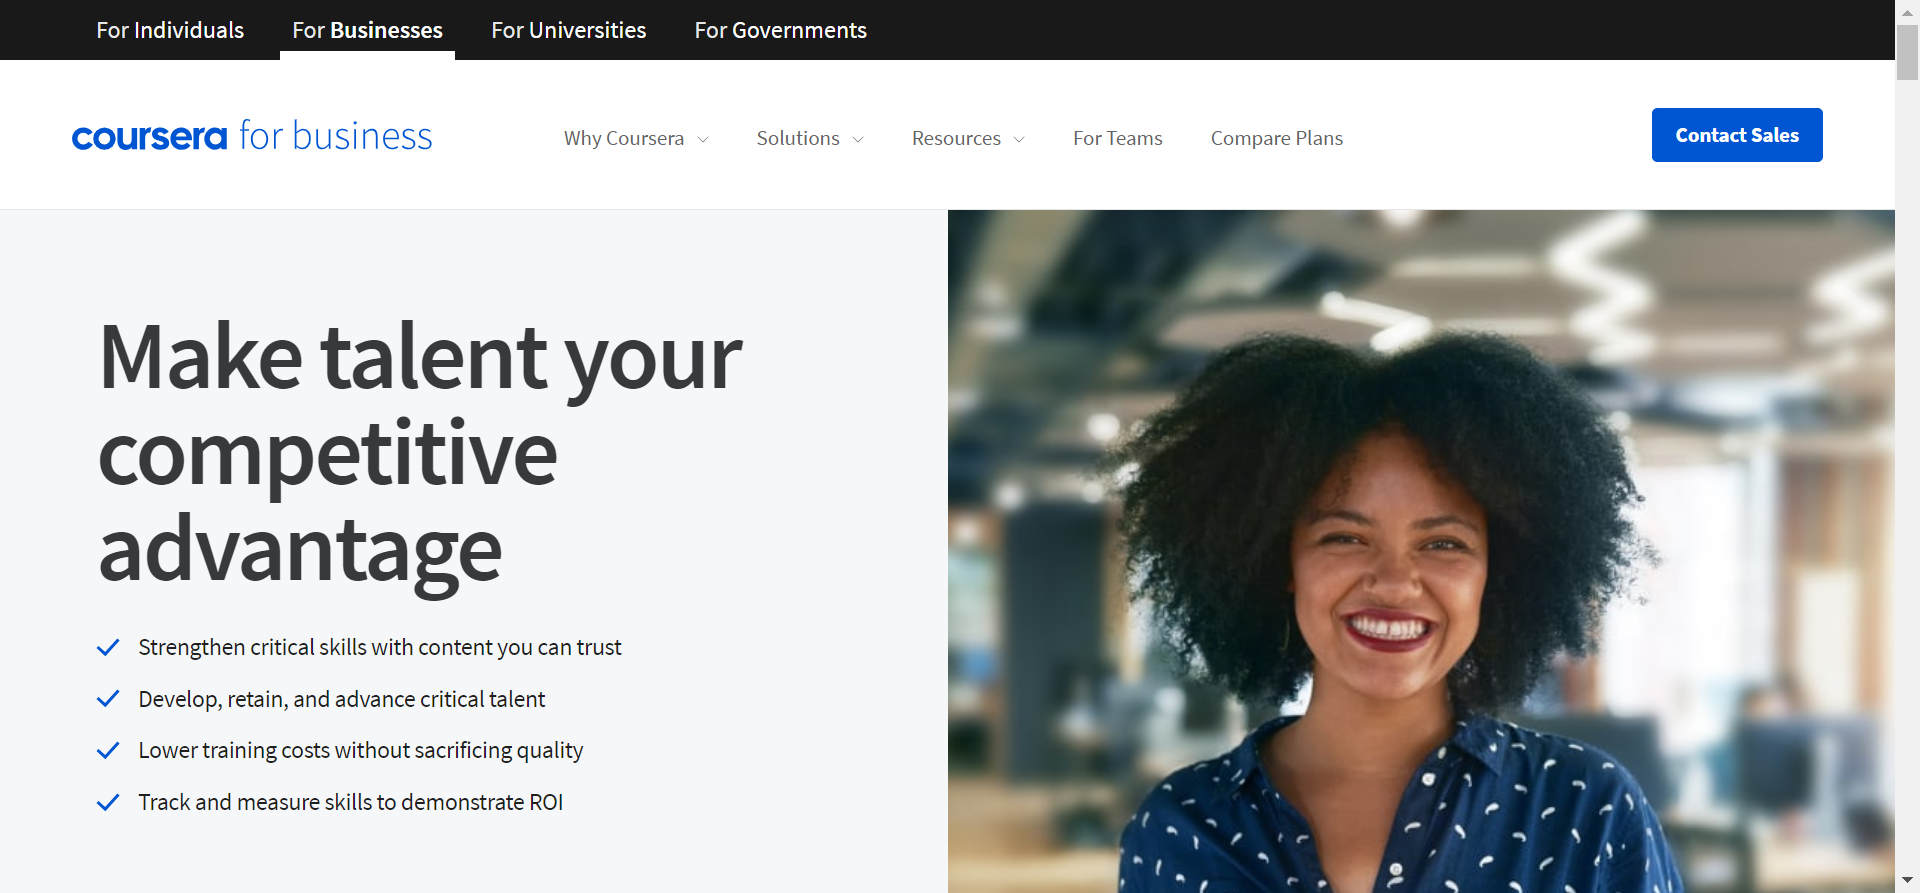 For Individuals For Businesses For Universities For Governments
coursera for business Why Coursera Solutions Resources For Teams Compare Plans Contact Sales
Make talent your
competitive
advantage
Strengthen critical skills with content you can trust
Develop, retain, and advance critical talent
Lower training costs without sacrificing quality
Track and measure skills to demonstrate ROI